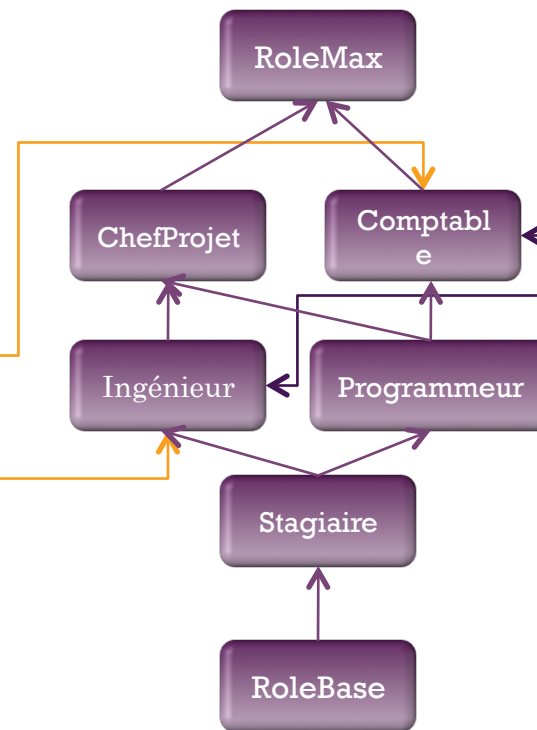 RoleMax
ChefProjet
Comptabl
e
Ingénieur
Programmeur
Stagiaire
RoleBase